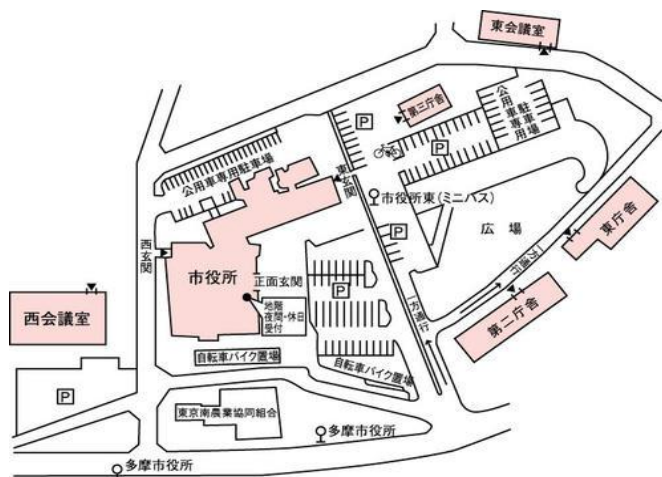 東会議室
第三庁舎
公用車専用駐車場
P
P
公用車専用駐車場
東玄関
市役所東(ミニバス)
P
広場
東庁舎
一方通行
西玄関
市役所
正面玄関
P
地階
夜間・休日
受付
一方通行
第二庁舎
西会議室
自転車バイク置場
自転車バイク置場
P
東京南農業協同組合
多摩市役所
多摩市役所